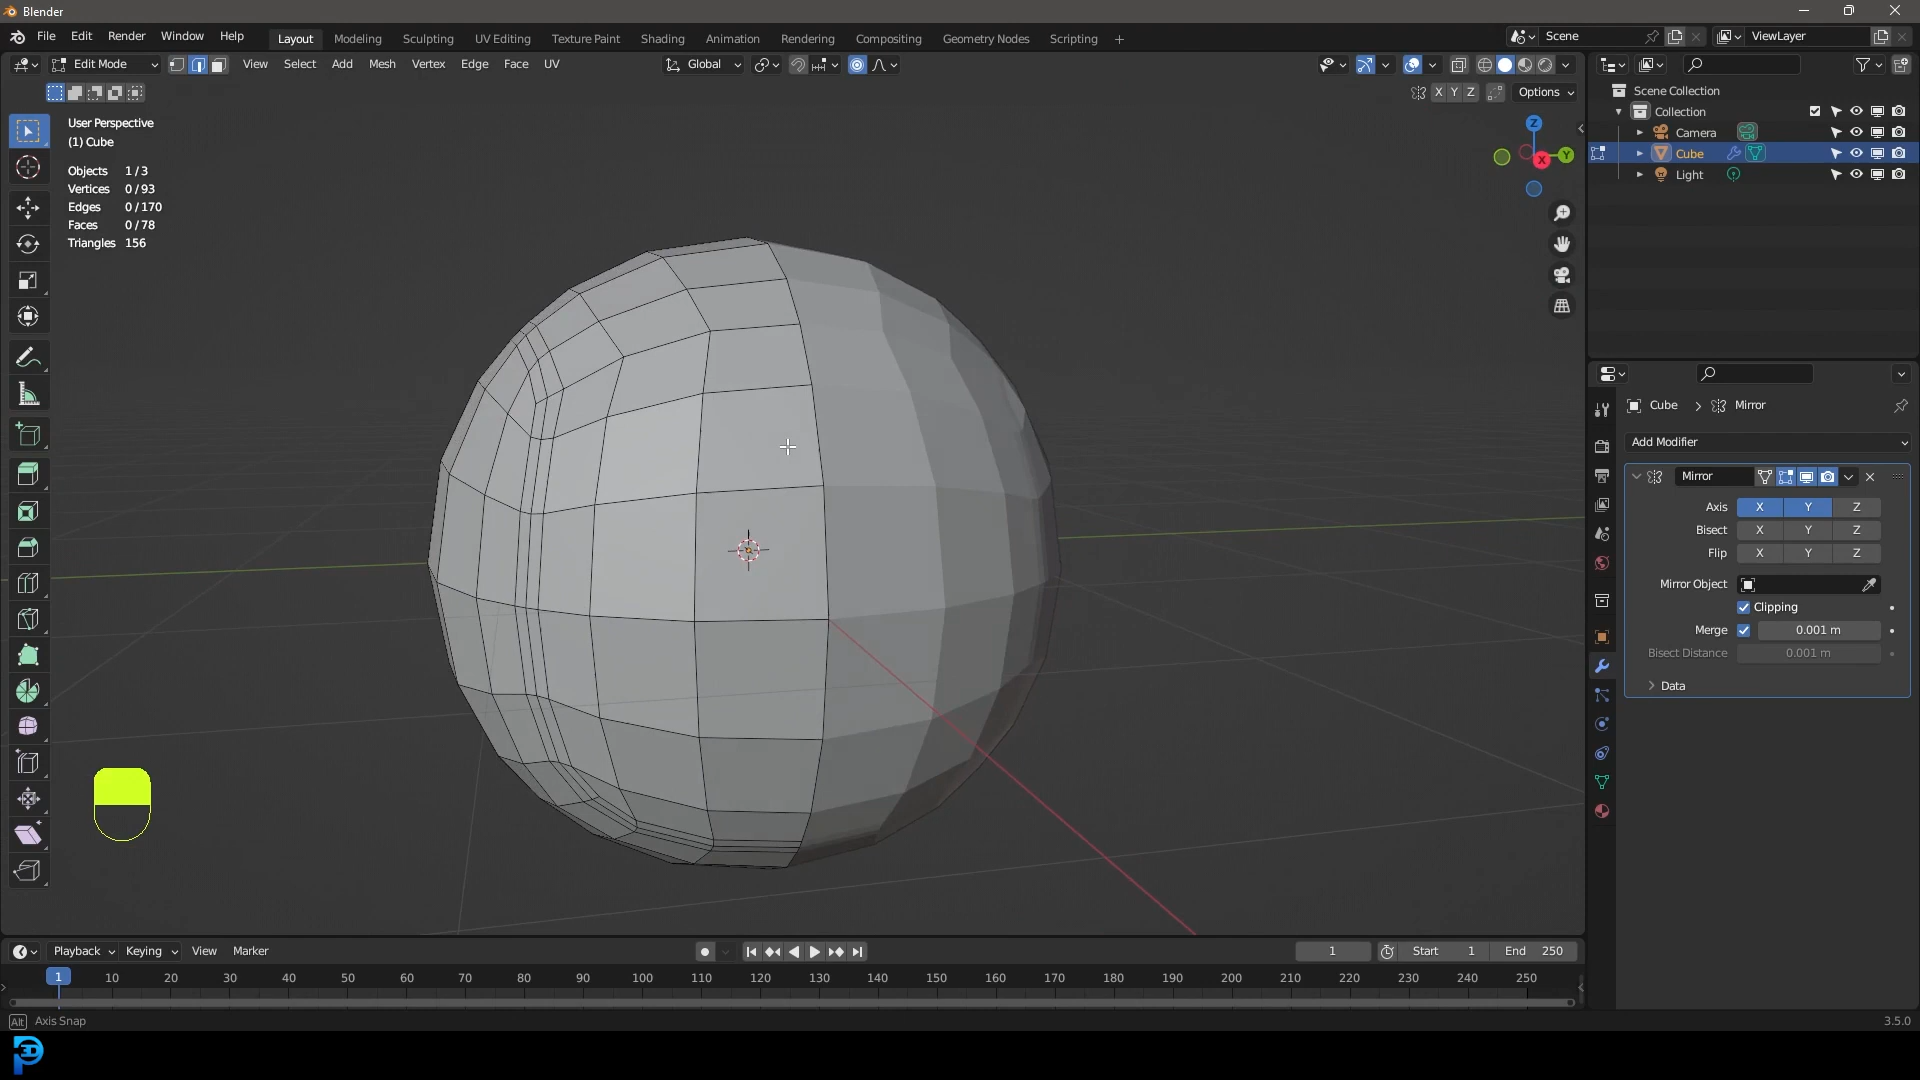 Blender
File Edit Render Window Help Layout Modeling Sculpting UV Editing Texture Paint Shading Animation Rendering Compositing Geometry Nodes Scripting + Scene ViewLayer
Edit Mode View Select Add Mesh Vertex Edge Face UV Global
X Y Z Options
User Perspective
(1) Cube
Objects 1/3
Vertices 0/93
Edges 0/170
Faces 0/78
Triangles 156
Z
Y
X
Scene Collection
Collection
Camera
Cube
Light
Cube > Mirror
Add Modifier
Mirror
Axis X Y Z
Bisect X Y Z
Flip X Y Z
Mirror Object
Clipping
Merge 0.001 m
Bisect Distance 0.001 m
> Data
Playback Keying View Marker 1 Start 1 End 250
1 10 20 30 40 50 60 70 80 90 100 110 120 130 140 150 160 170 180 190 200 210 220 230 240 250
Alt Axis Snap 3.5.0
3D